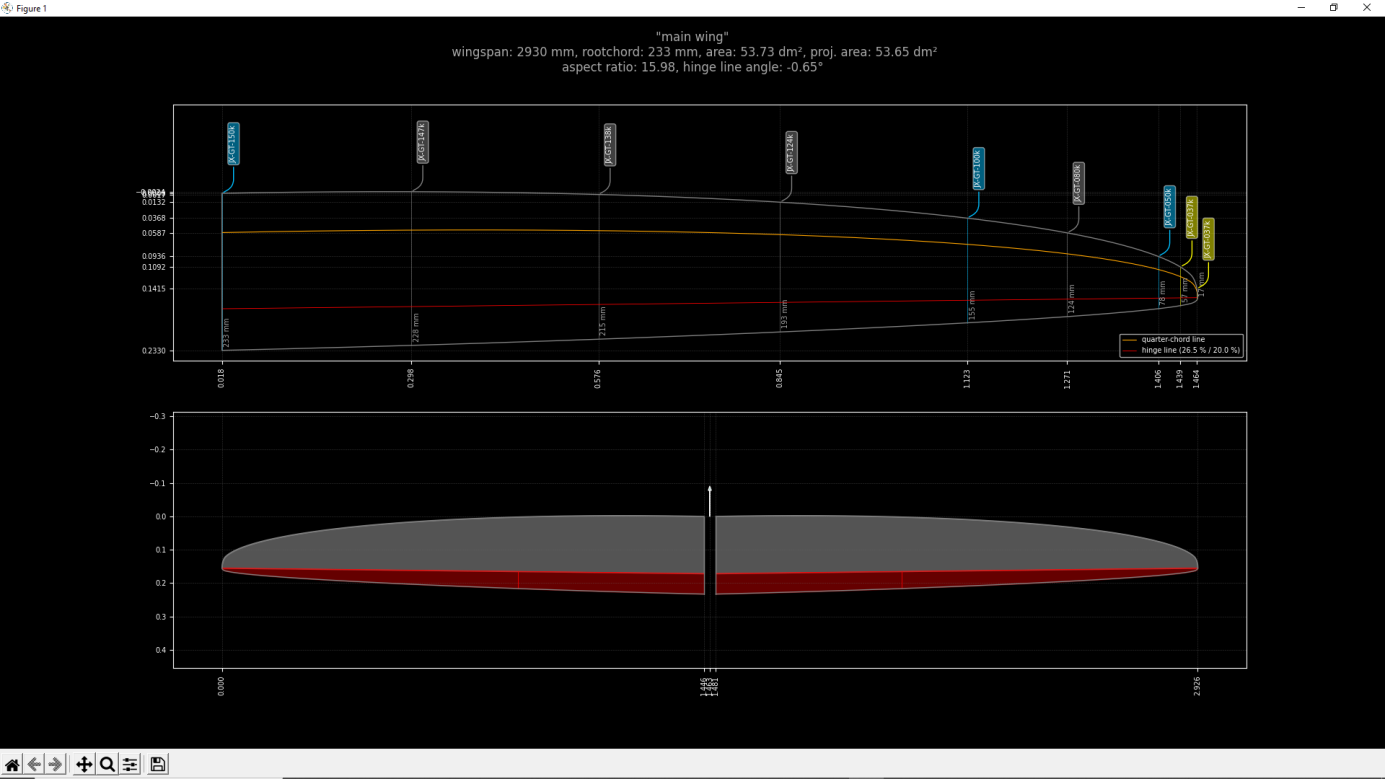 Figure 1
"main wing"
wingspan: 2930 mm, rootchord: 233 mm, area: 53.73 dm², proj. area: 53.65 dm²
aspect ratio: 15.98, hinge line angle: -0.65°
JX-GT-150k
JX-GT-147k
JX-GT-138k
JX-GT-124k
JX-GT-100k
JX-GT-080k
JX-GT-050k
JX-GT-037k
JX-GT-037k
0.0132
0.0368
0.0587
0.0936
0.1092
0.1415
0.2330
233 mm
228 mm
215 mm
193 mm
155 mm
124 mm
78 mm
57 mm
17 mm
quarter-chord line
hinge line (26.5 % / 20.0 %)
0.018
0.298
0.576
0.845
1.123
1.271
1.406
1.439
1.464
−0.3
−0.2
−0.1
0.0
0.1
0.2
0.3
0.4
0.000
1.446
1.481
2.926